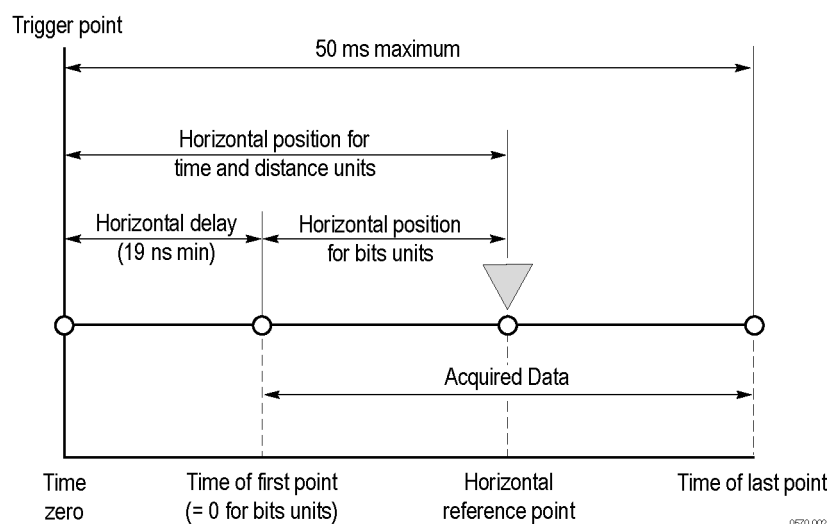 Trigger point
50 ms maximum
Horizontal position for
time and distance units
Horizontal delay
(19 ns min)
Horizontal position
for bits units
Acquired Data
Time
zero
Time of first point
(= 0 for bits units)
Horizontal
reference point
Time of last point